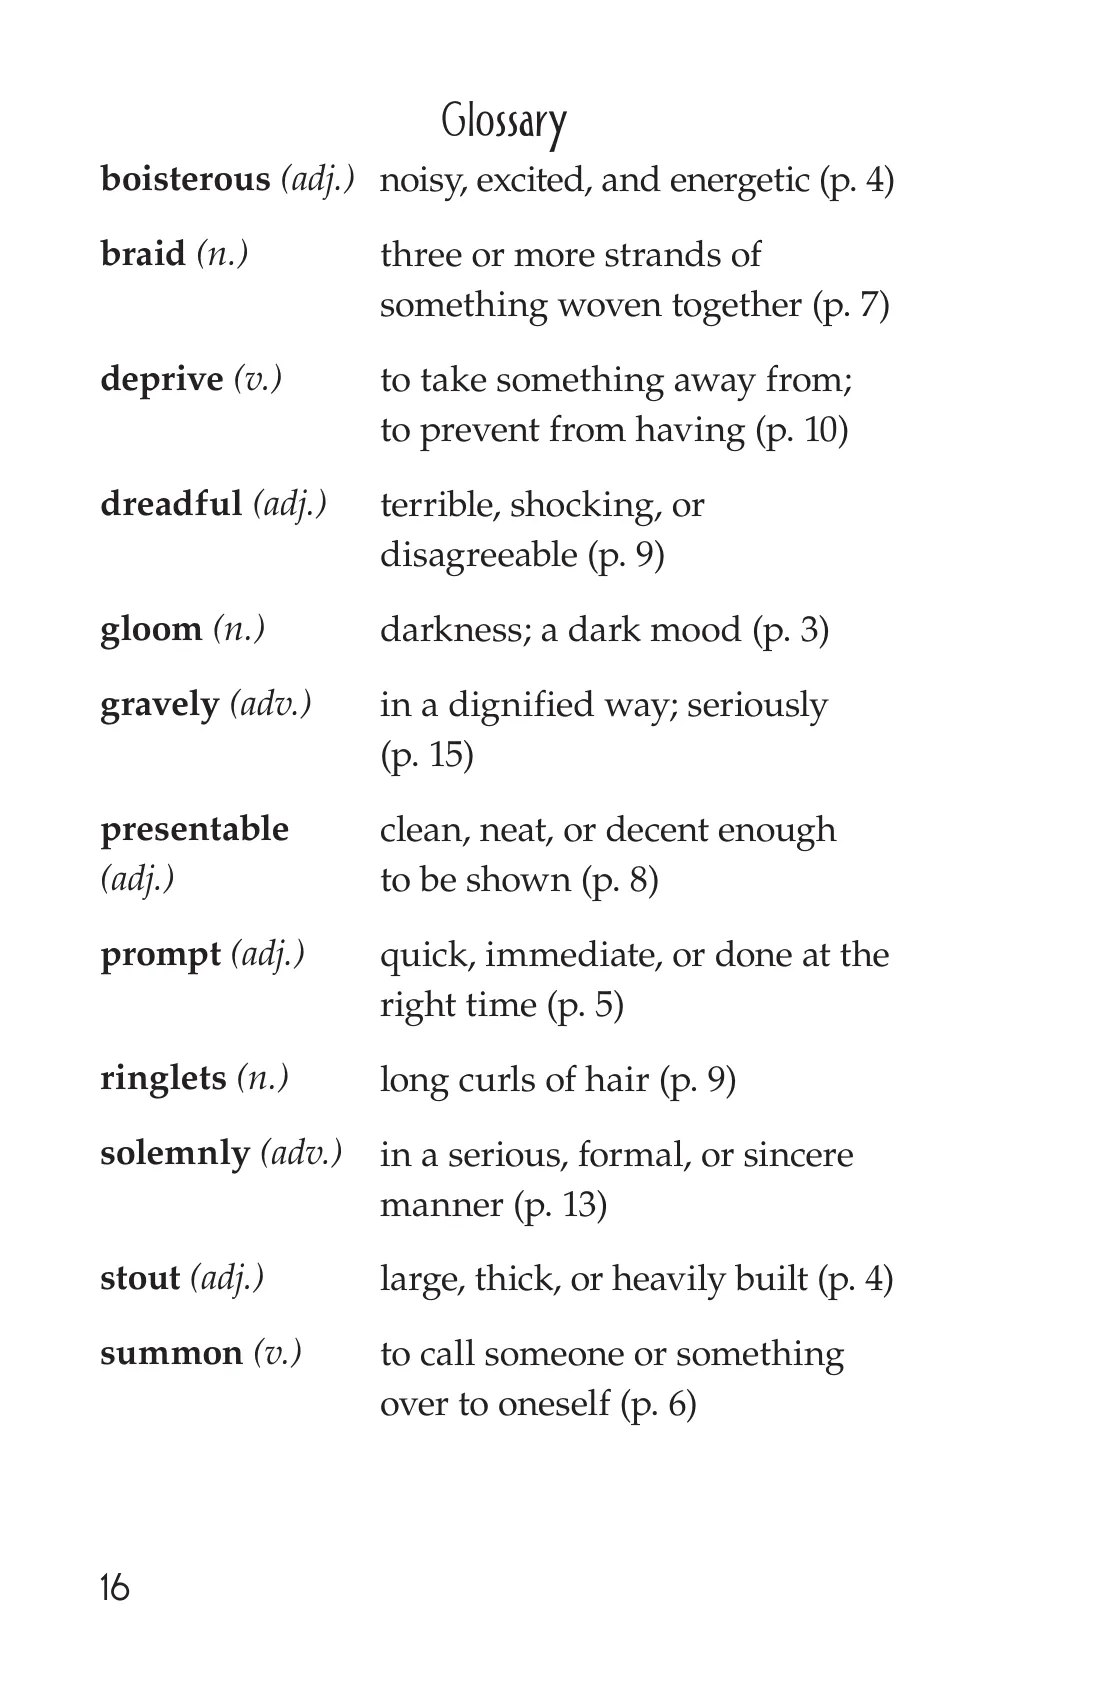 Glossary
boisterous (adj.) noisy, excited, and energetic (p. 4)
braid (n.) three or more strands of
something woven together (p. 7)
deprive (v.) to take something away from;
to prevent from having (p. 10)
dreadful (adj.) terrible, shocking, or
disagreeable (p. 9)
gloom (n.) darkness; a dark mood (p. 3)
gravely (adv.) in a dignified way; seriously
(p. 15)
presentable clean, neat, or decent enough
(adj.) to be shown (p. 8)
prompt (adj.) quick, immediate, or done at the
right time (p. 5)
ringlets (n.) long curls of hair (p. 9)
solemnly (adv.) in a serious, formal, or sincere
manner (p. 13)
stout (adj.) large, thick, or heavily built (p. 4)
summon (v.) to call someone or something
over to oneself (p. 6)
16